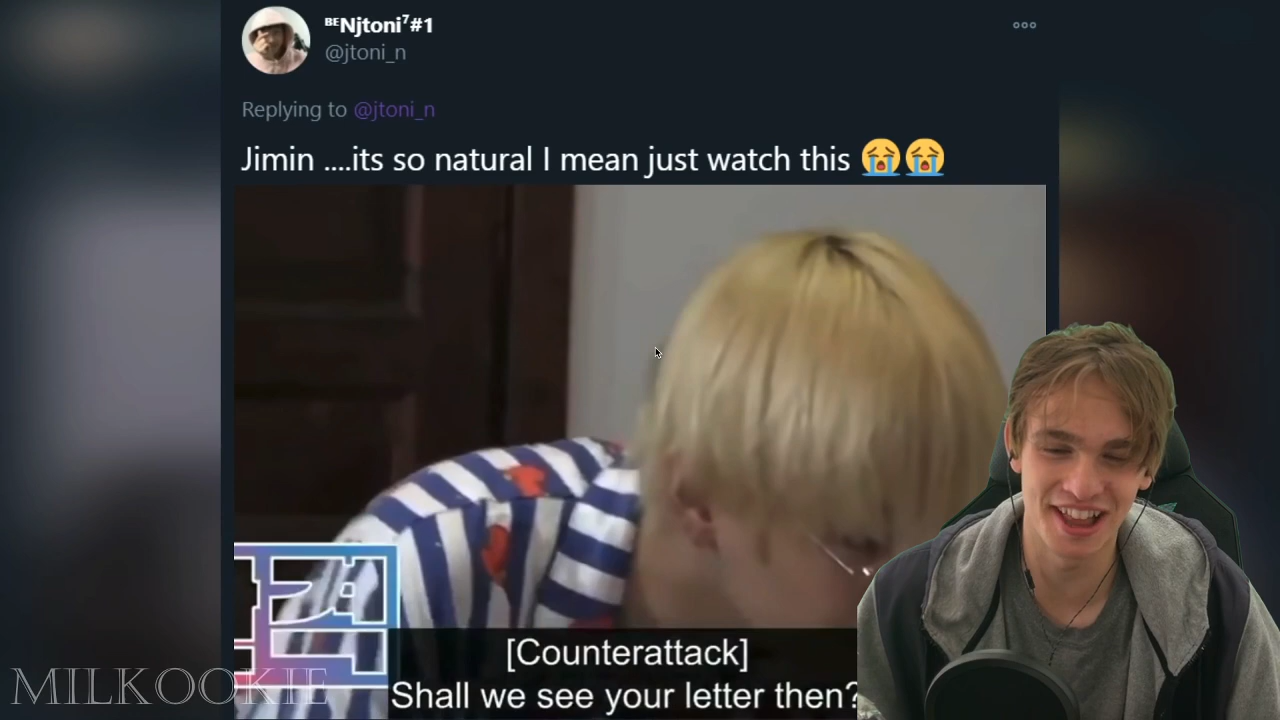 ᴮᴱNjtoni⁷#1
@jtoni_n
Replying to @jtoni_n
Jimin ....its so natural I mean just watch this 😭😭
[Counterattack]
Shall we see your letter then?
MILKOOKIE